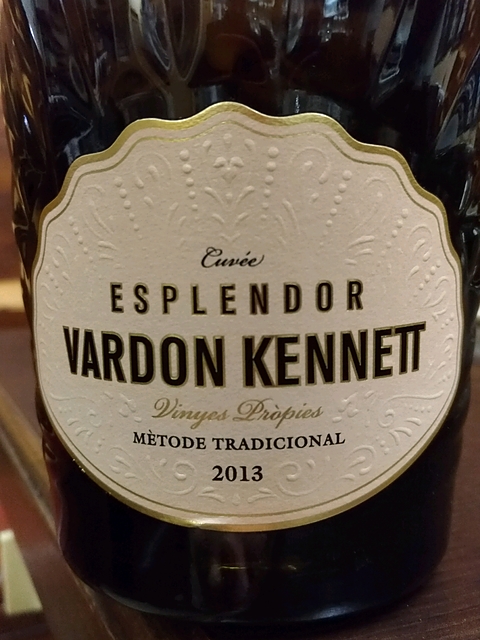 Cuvée
ESPLENDOR
VARDON KENNETT
Vinyes Pròpies
MÈTODE TRADICIONAL
2013